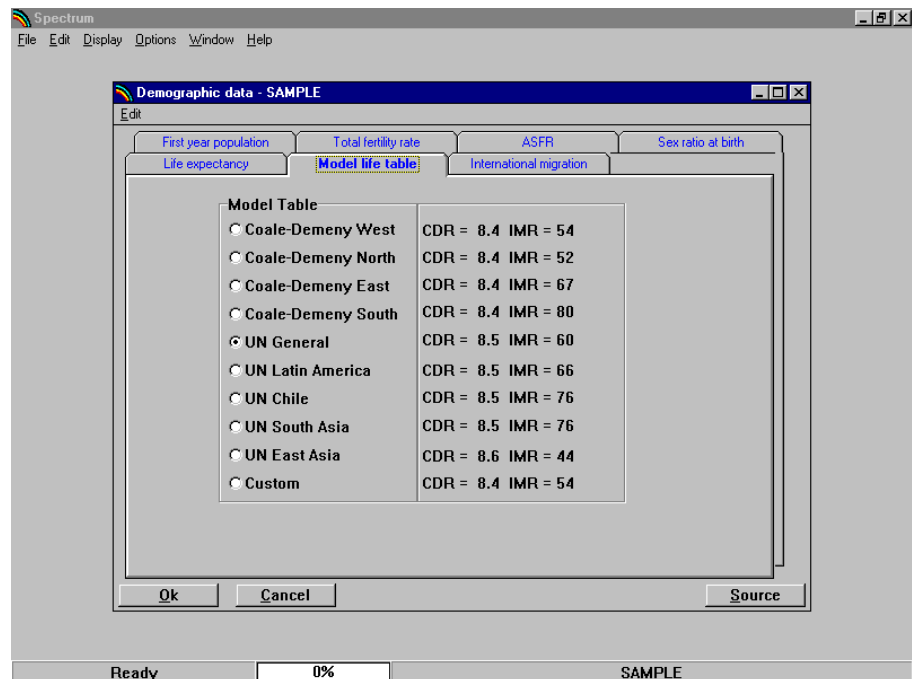 Spectrum
File Edit Display Options Window Help
Demographic data - SAMPLE
Edit
First year population Total fertility rate ASFR Sex ratio at birth
Life expectancy Model life table International migration
Model Table
Coale-Demeny West CDR = 8.4 IMR = 54
Coale-Demeny North CDR = 8.4 IMR = 52
Coale-Demeny East CDR = 8.4 IMR = 67
Coale-Demeny South CDR = 8.4 IMR = 80
UN General CDR = 8.5 IMR = 60
UN Latin America CDR = 8.5 IMR = 66
UN Chile CDR = 8.5 IMR = 76
UN South Asia CDR = 8.5 IMR = 76
UN East Asia CDR = 8.6 IMR = 44
Custom CDR = 8.4 IMR = 54
Ok Cancel Source
Ready 0% SAMPLE